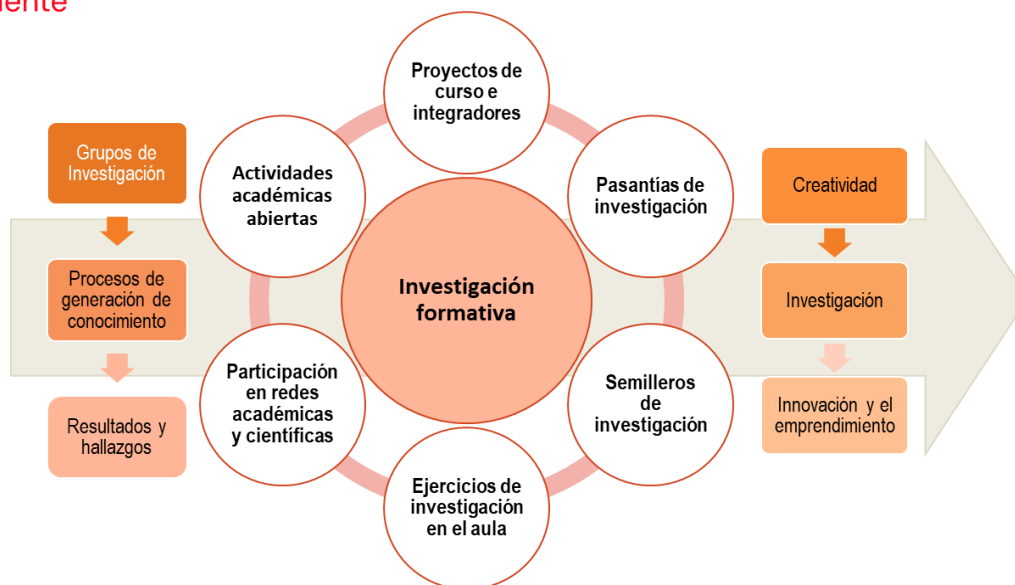 Proyectos de
curso e
integradores
Grupos de
Investigación
Actividades
académicas
abiertas
Pasantías de
investigación
Creatividad
Procesos de
generación de
conocimiento
Investigación
formativa
Investigación
Participación
en redes
académicas
y científicas
Semilleros
de
investigación
Resultados y
hallazgos
Innovación y el
emprendimiento
Ejercicios de
investigación
en el aula